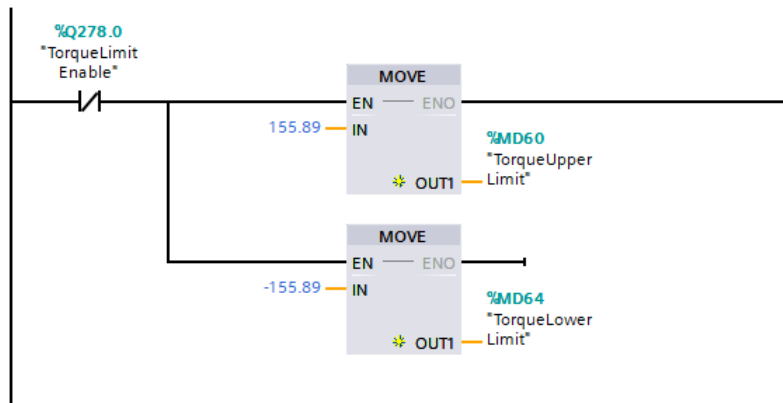 %Q278.0
"TorqueLimit
Enable"
MOVE
EN ENO
155.89 IN
%MD60
"TorqueUpper
OUT1 Limit"
MOVE
EN ENO
-155.89 IN
%MD64
"TorqueLower
OUT1 Limit"